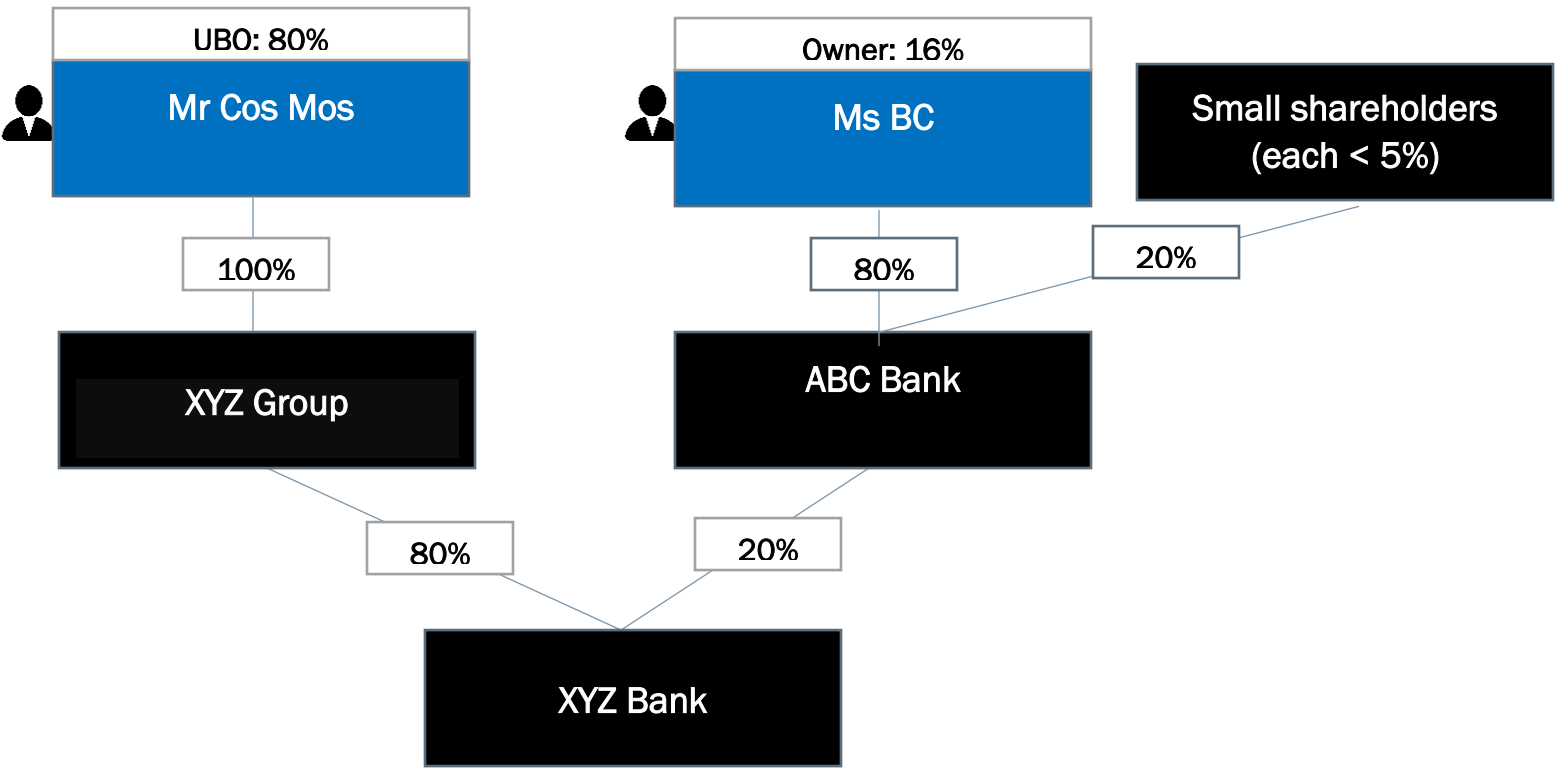 UBO: 80%
Mr Cos Mos
Owner: 16%
Ms BC
Small shareholders
(each < 5%)
100%
80%
20%
XYZ Group
ABC Bank
80%
20%
XYZ Bank